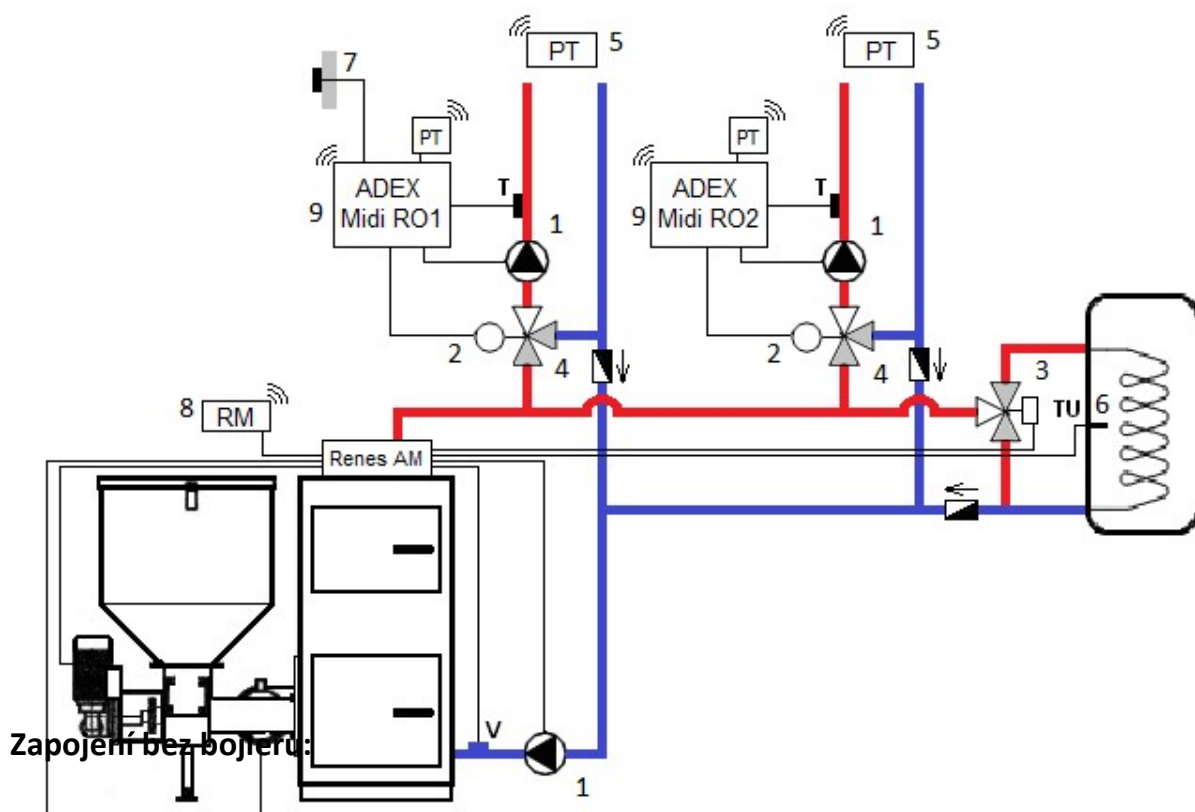 PT 5
PT 5
7
PT
PT
ADEX
Midi RO1
T
9
1
ADEX
Midi RO2
T
9
1
2
4
2
4
3
8 RM
TU 6
Renes AM
V
Zapojení bez bojleru:
1